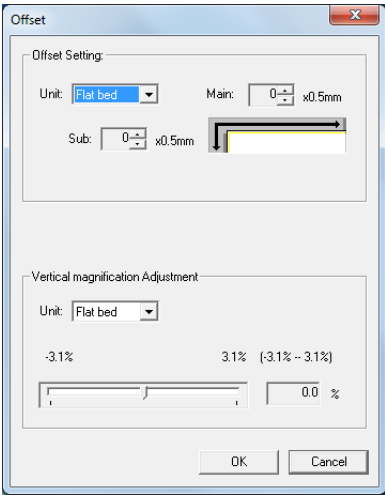 Offset
Offset Setting:
Unit: Flat bed Main: 0 x0.5mm
Sub: 0 x0.5mm
Vertical magnification Adjustment
Unit: Flat bed
-3.1% 3.1% (-3.1% -- 3.1%)
0.0 %
OK Cancel